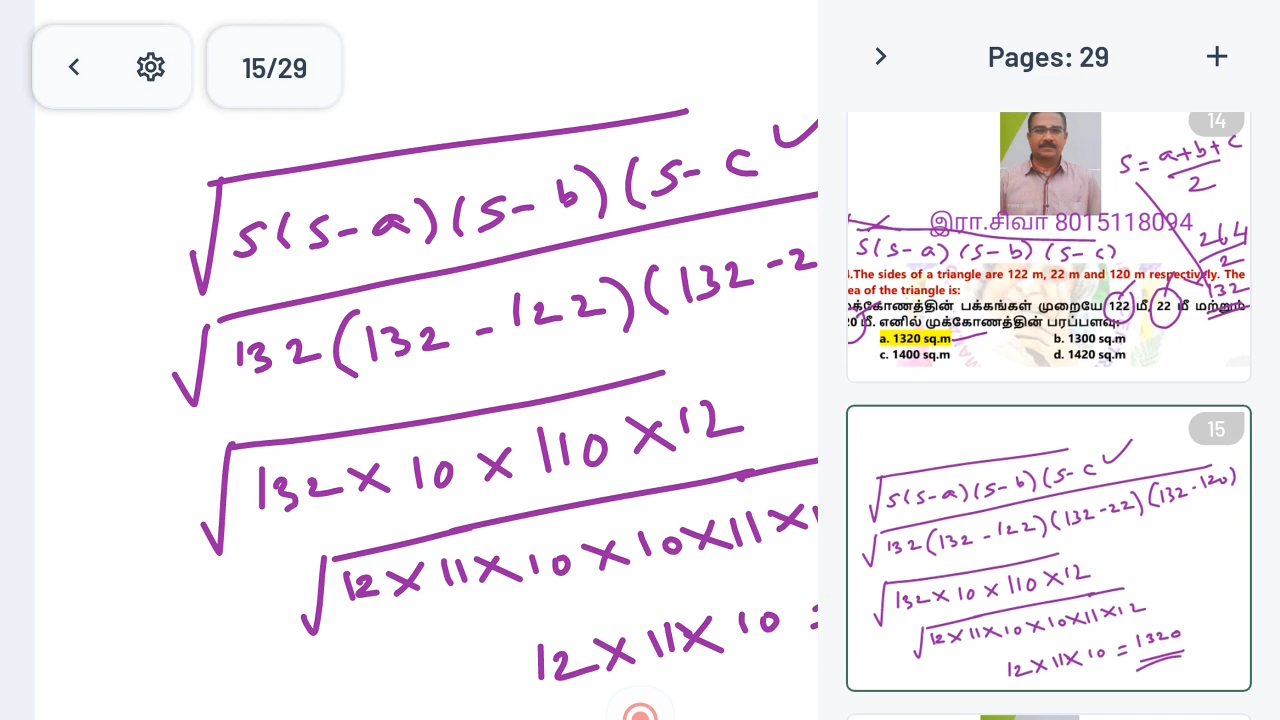 15/29
√s(s-a)(s-b)(s-c ✓
√132(132-122)(132-2
√132×10×110×12
√12×11×10×10×11×1
12×11×10 =
Pages: 29
14
s = a+b+c
2
இரா.சிவா 8015118094
s(s-a) (s-b) (s-c)
264
2
132
.The sides of a triangle are 122 m, 22 m and 120 m respectively. The
ea of the triangle is:
க்கோணத்தின் பக்கங்கள் முறையே 122 மீ, 22 மீ மற்றும்
20 மீ. எனில் முக்கோணத்தின் பரப்பளவு:
a. 1320 sq.m
b. 1300 sq.m
c. 1400 sq.m
d. 1420 sq.m
15
√s(s-a)(s-b)(s-c ✓
√132(132-122)(132-22)(132-120)
√132×10×110×12
√12×11×10×10×11×12
12×11×10 = 1320